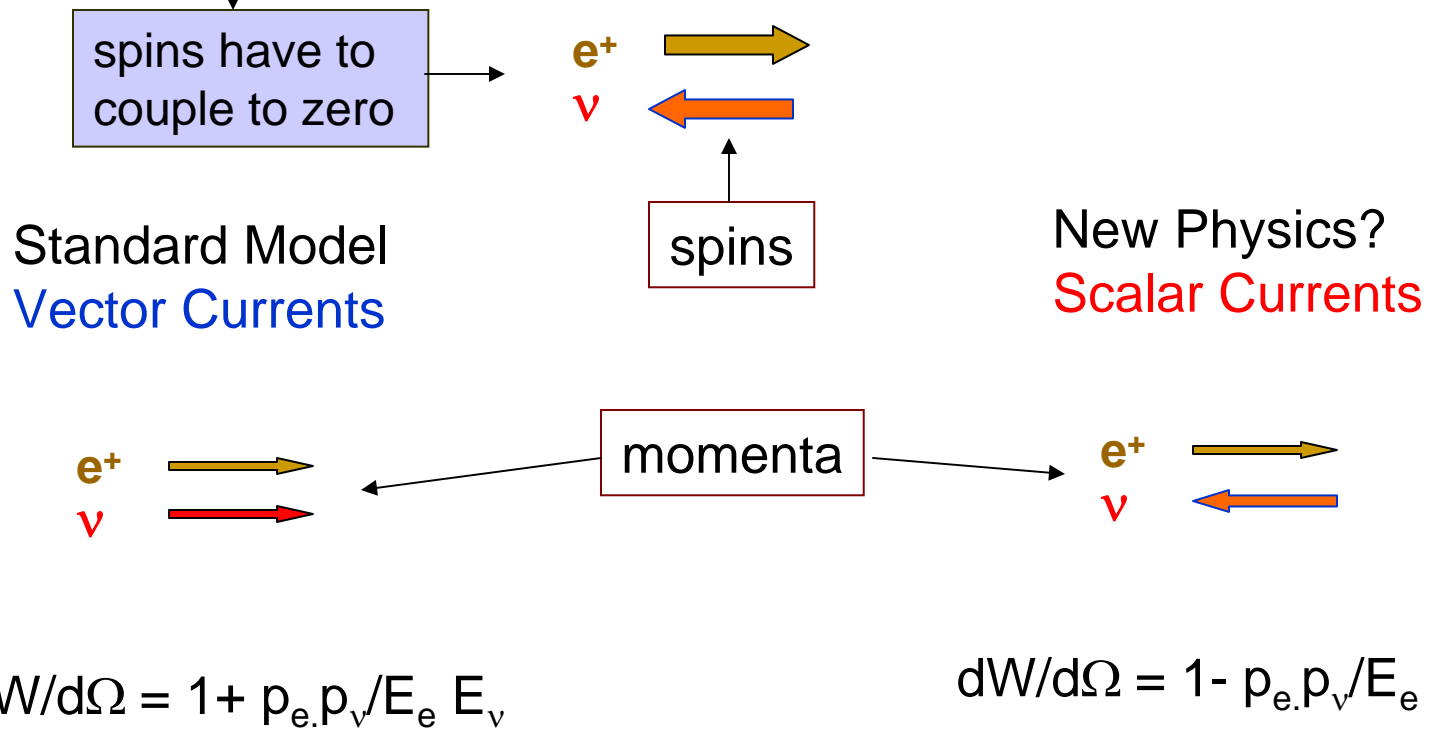 spins have to
couple to zero
e⁺
ν
spins
Standard Model
Vector Currents
New Physics?
Scalar Currents
momenta
e⁺
ν
e⁺
ν
W/dΩ = 1+ pₑ.pᵥ/Eₑ Eᵥ
dW/dΩ = 1- pₑ.pᵥ/Eₑ